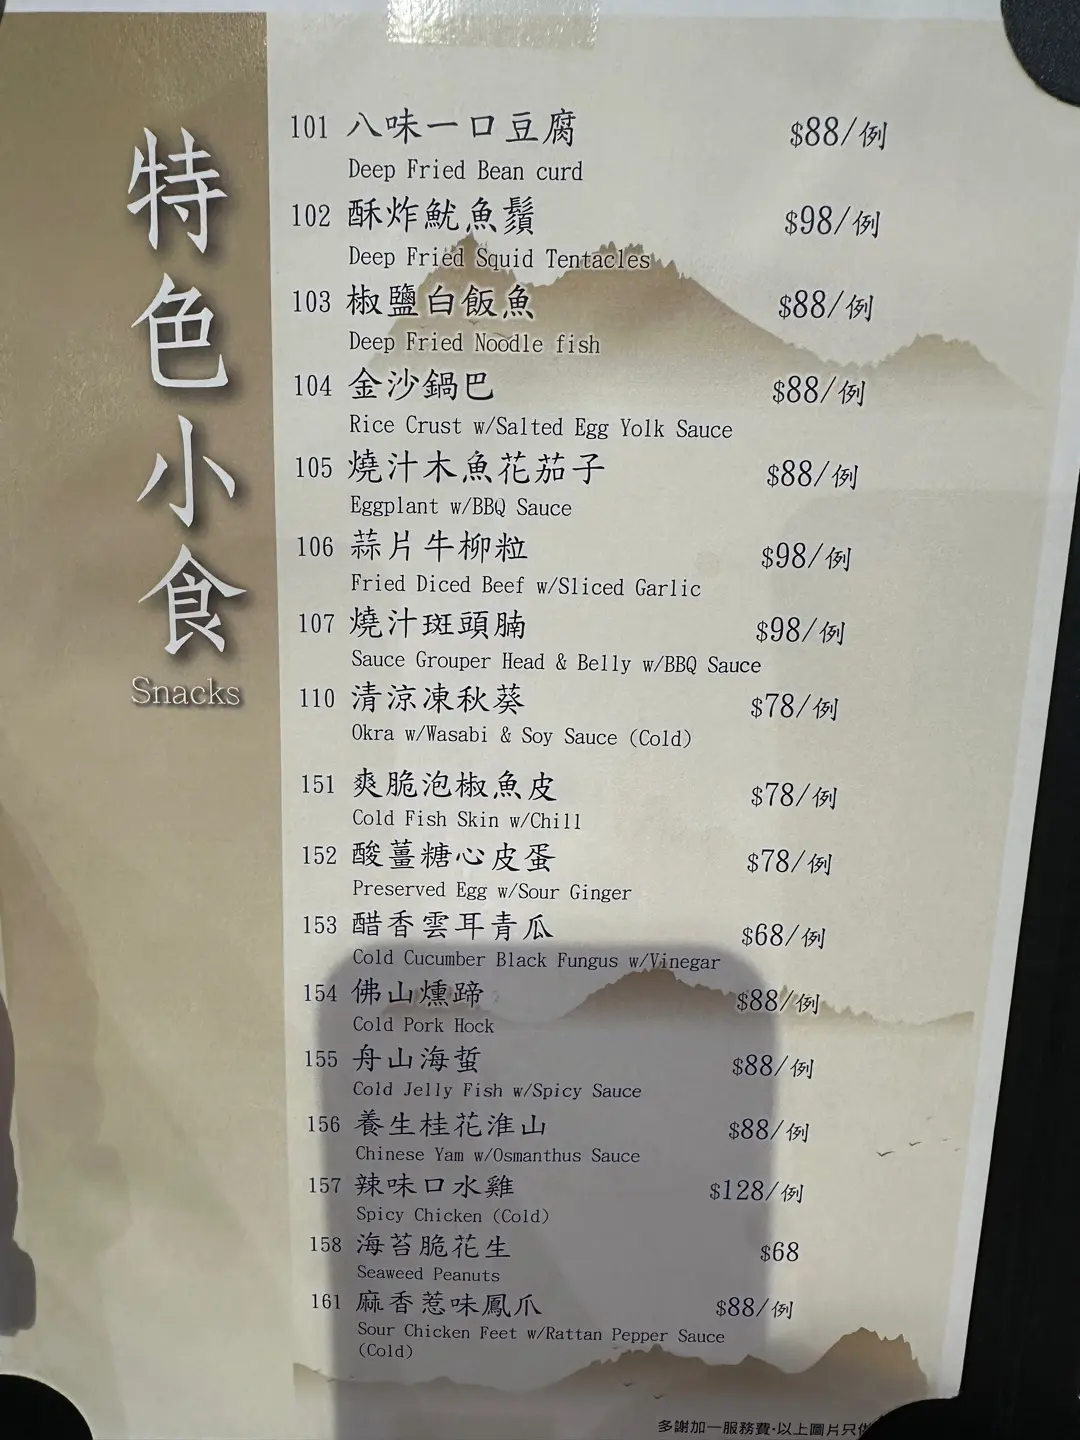 特色小食
Snacks
101 八味一口豆腐 $88/例
Deep Fried Bean curd
102 酥炸魷魚鬚 $98/例
Deep Fried Squid Tentacles
103 椒鹽白飯魚 $88/例
Deep Fried Noodle fish
104 金沙鍋巴 $88/例
Rice Crust w/Salted Egg Yolk Sauce
105 燒汁木魚花茄子 $88/例
Eggplant w/BBQ Sauce
106 蒜片牛柳粒 $98/例
Fried Diced Beef w/Sliced Garlic
107 燒汁斑頭腩 $98/例
Sauce Grouper Head & Belly w/BBQ Sauce
110 清涼凍秋葵 $78/例
Okra w/Wasabi & Soy Sauce (Cold)
151 爽脆泡椒魚皮 $78/例
Cold Fish Skin w/Chill
152 酸薑糖心皮蛋 $78/例
Preserved Egg w/Sour Ginger
153 醋香雲耳青瓜 $68/例
Cold Cucumber Black Fungus w/Vinegar
154 佛山燻蹄 $88/例
Cold Pork Hock
155 舟山海蜇 $88/例
Cold Jelly Fish w/Spicy Sauce
156 養生桂花淮山 $88/例
Chinese Yam w/Osmanthus Sauce
157 辣味口水雞 $128/例
Spicy Chicken (Cold)
158 海苔脆花生 $68
Seaweed Peanuts
161 麻香惹味鳳爪 $88/例
Sour Chicken Feet w/Rattan Pepper Sauce
(Cold)
多謝加一服務費·以上圖片只